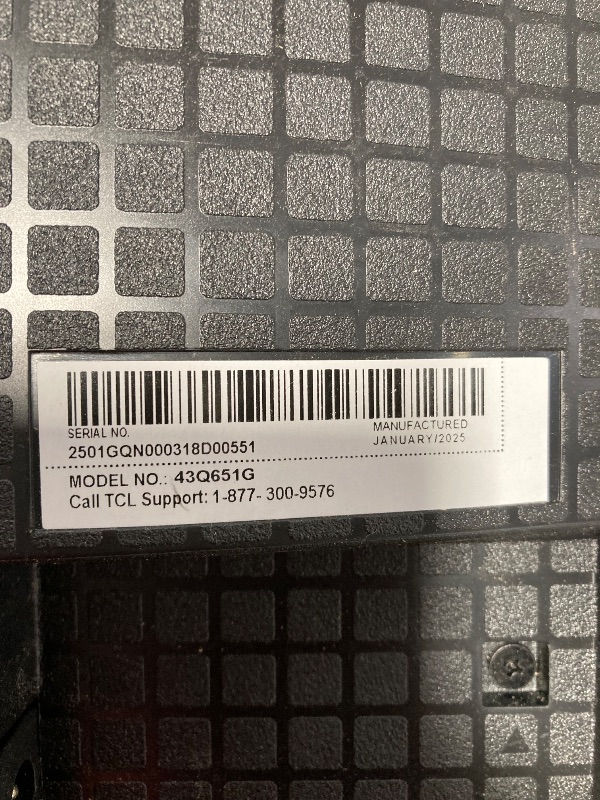 SERIAL NO.
2501GQN000318D00551
MANUFACTURED
JANUARY/2025
MODEL NO.: 43Q651G
Call TCL Support: 1-877- 300-9576